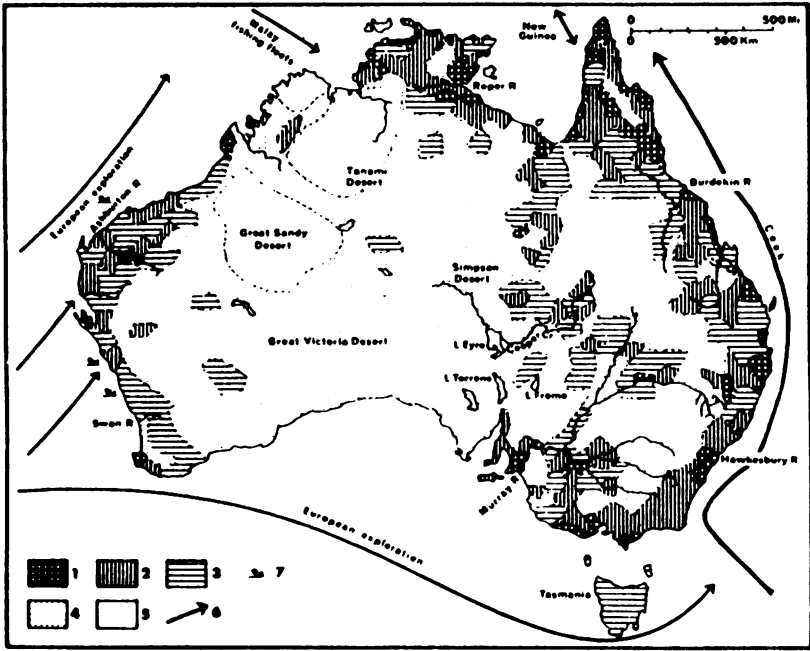 Malay
fishing fleets
New
Guinea
0 500 Mi
0 500 Km
Roper R
European exploration
Ashburton R
Tanami
Desert
Burdekin R
Great Sandy
Desert
Cook
Simpson
Desert
Great Victoria Desert
L Eyre
Cooper C
L Torrens
L Frome
Swan R
Hawkesbury R
Murray R
European exploration
1
2
3
7
Tasmania
4
5
6